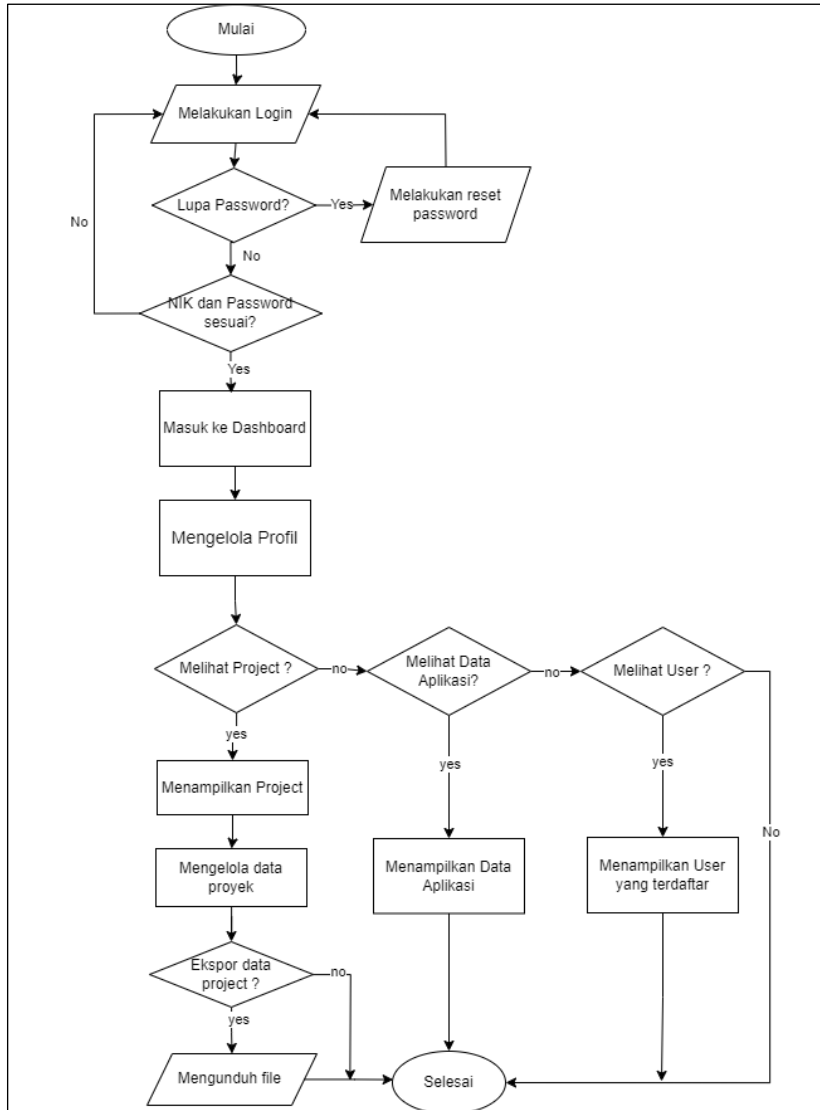 Mulai
Melakukan Login
Lupa Password?
Yes
Melakukan reset
password
No
No
NIK dan Password
sesuai?
Yes
Masuk ke Dashboard
Mengelola Profil
Melihat Project ?
no
Melihat Data
Aplikasi?
no
Melihat User ?
yes
yes
yes
No
Menampilkan Project
Mengelola data
proyek
Menampilkan Data
Aplikasi
Menampilkan User
yang terdaftar
Ekspor data
project ?
no
yes
Mengunduh file
Selesai